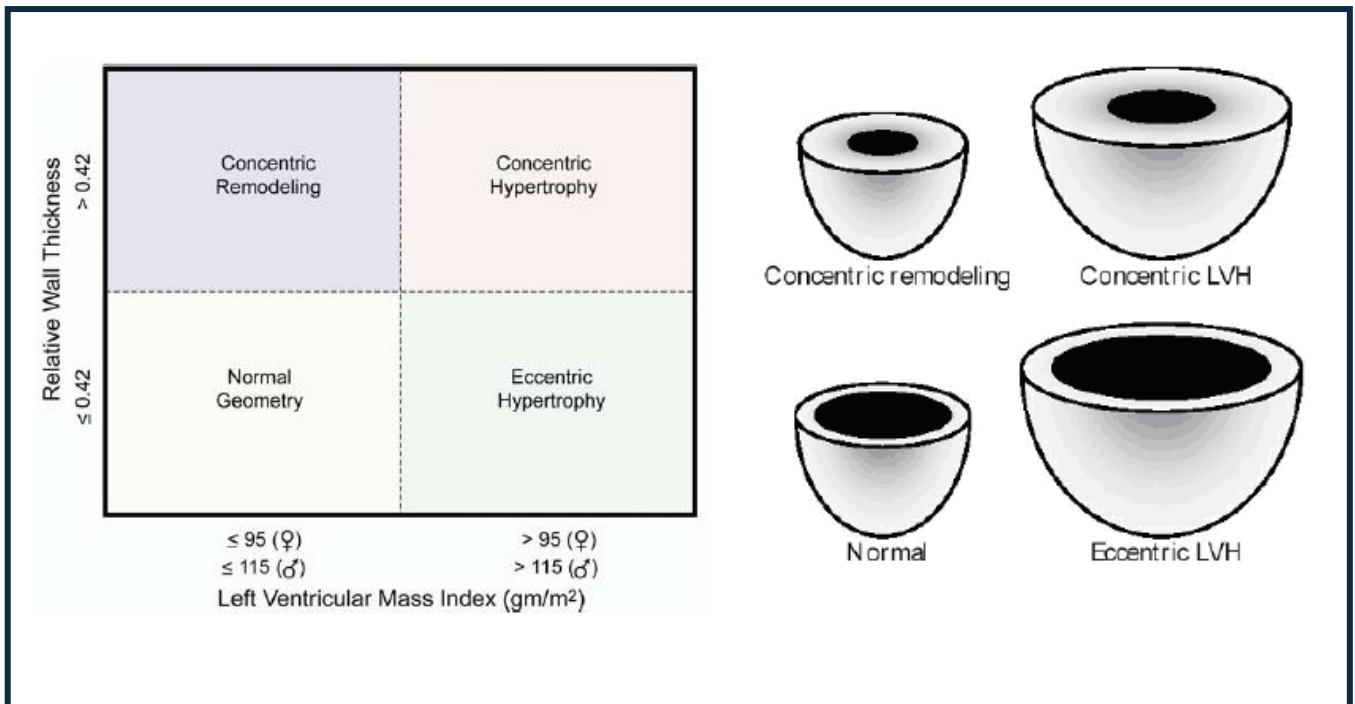 Relative Wall Thickness
> 0.42
≤ 0.42
Concentric
Remodeling
Concentric
Hypertrophy
Normal
Geometry
Eccentric
Hypertrophy
≤ 95 (♀)
≤ 115 (♂)
> 95 (♀)
> 115 (♂)
Left Ventricular Mass Index (gm/m²)
Concentric remodeling
Concentric LVH
Normal
Eccentric LVH